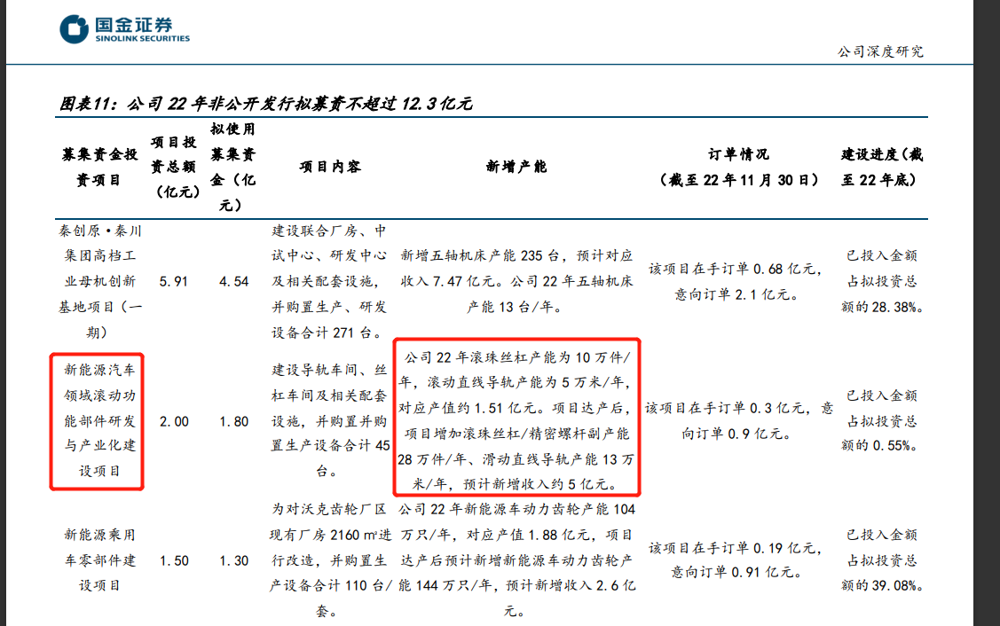 国金证券
SINOLINK SECURITIES
公司深度研究
图表11：公司 22 年非公开发行拟募资不超过 12.3 亿元
募集资金投
资项目
项目投
资总额
（亿元）
拟使用
募集资
金（亿
元）
项目内容
新增产能
订单情况
（截至 22 年 11 月 30 日）
建设进度（截
至 22 年底）
秦创原·秦川
集团高档工
业母机创新
基地项目（一
期）
5.91
4.54
建设联合厂房、中
试中心、研发中心
及相关配套设施，
并购置生产、研发
设备合计 271 台。
新增五轴机床产能 235 台，预计对应
收入 7.47 亿元。公司 22 年五轴机床
产能 13 台/年。
该项目在手订单 0.68 亿元，
意向订单 2.1 亿元。
已投入金额
占拟投资总
额的 28.38%。
新能源汽车
领域滚动功
能部件研发
与产业化建
设项目
2.00
1.80
建设导轨车间、丝
杠车间及相关配套
设施，并购置并购
置生产设备合计 45
台。
公司 22 年滚珠丝杠产能为 10 万件/
年，滚动直线导轨产能为 5 万米/年，
对应产值约 1.51 亿元。项目达产后，
项目增加滚珠丝杠/精密螺杆副产能
28 万件/年、滑动直线导轨产能 13 万
米/年，预计新增收入约 5 亿元。
该项目在手订单 0.3 亿元，意
向订单 0.9 亿元。
已投入金额
占拟投资总
额的 0.55%。
新能源乘用
车零部件建
设项目
1.50
1.30
为对沃克齿轮厂区
现有厂房 2160 ㎡进
行改造，并购置生
产设备合计 110 台/
套。
公司 22 年新能源车动力齿轮产能 104
万只/年，对应产值 1.88 亿元，项目
达产后预计新增新能源车动力齿轮产
能 144 万只/年，预计新增收入 2.6 亿
元。
该项目在手订单 0.19 亿元，
意向订单 0.91 亿元。
已投入金额
占拟投资总
额的 39.08%。